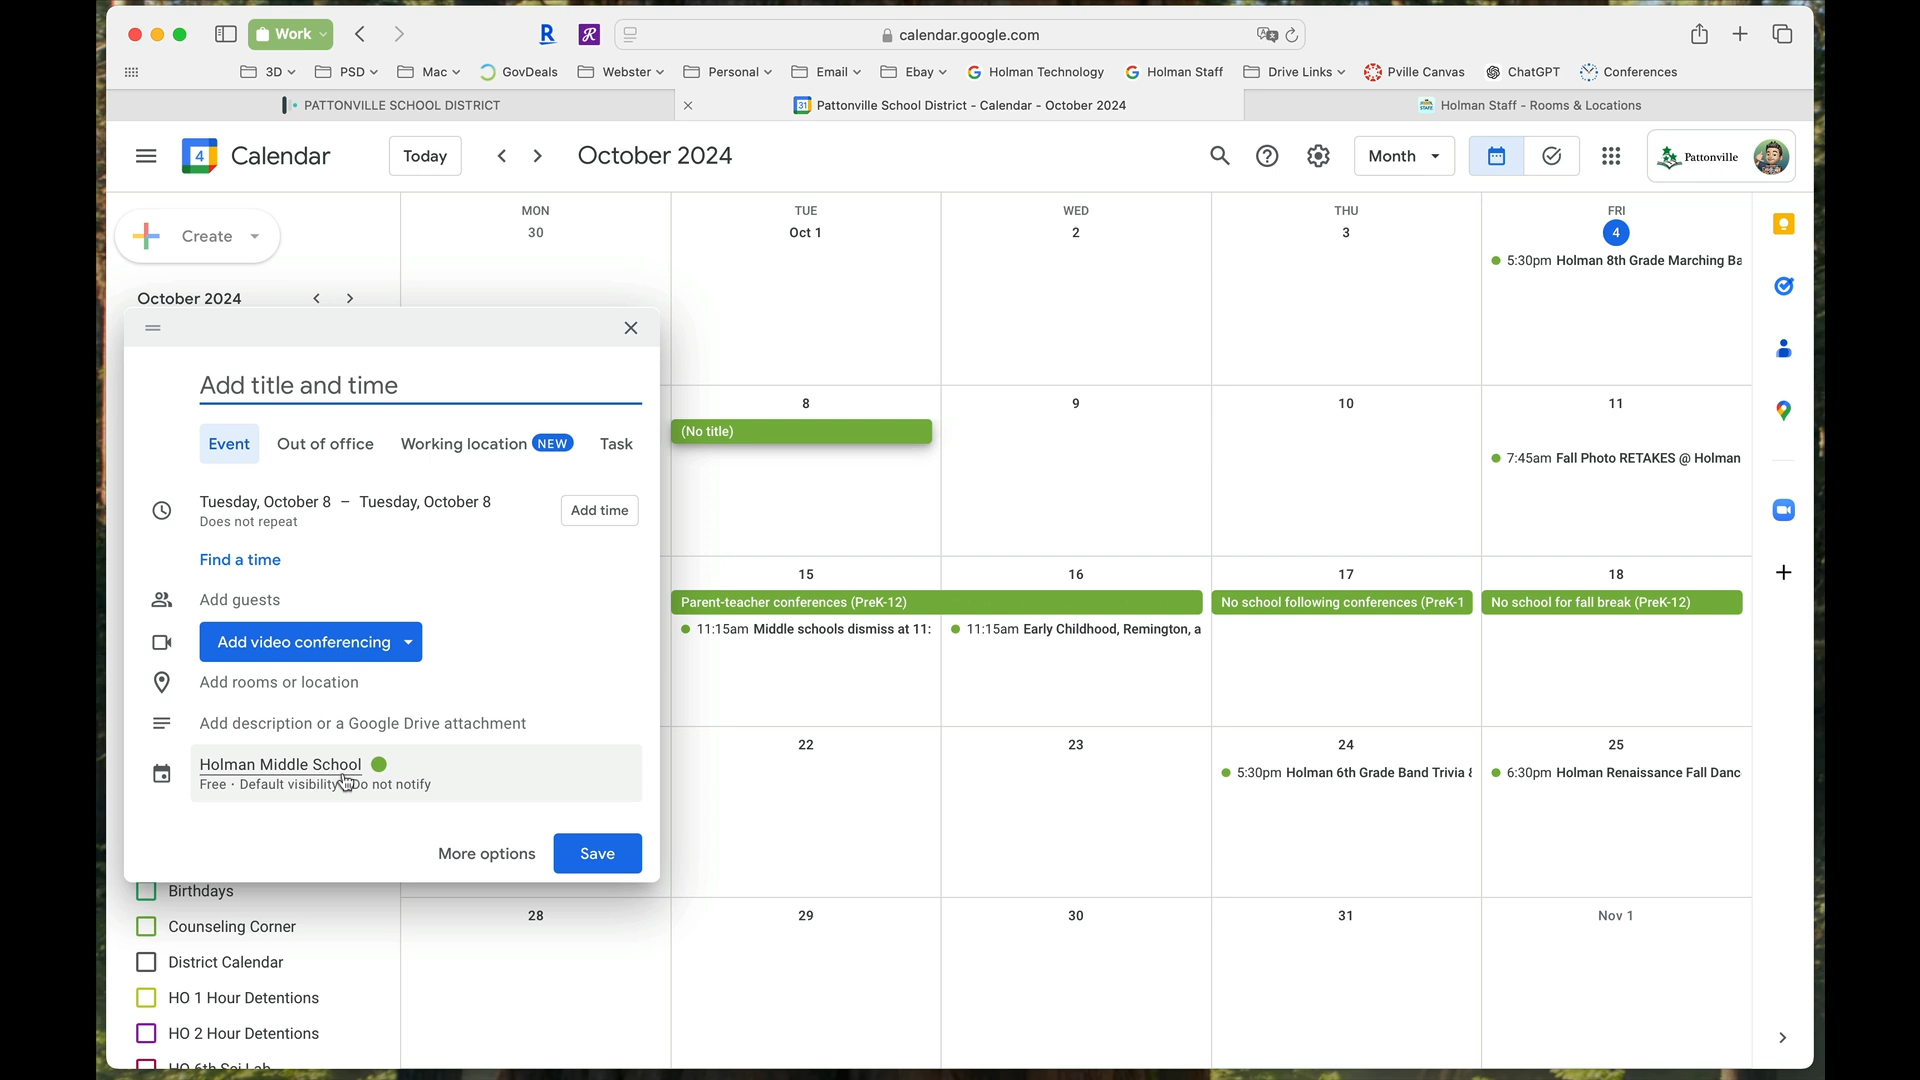 Work
calendar.google.com
3D
PSD
Mac
GovDeals
Webster
Personal
Email
Ebay
Holman Technology
Holman Staff
Drive Links
Pville Canvas
ChatGPT
Conferences
PATTONVILLE SCHOOL DISTRICT
Pattonville School District - Calendar - October 2024
Holman Staff - Rooms & Locations
4
Calendar
Today
October 2024
Month
Pattonville
Create
October 2024
MON
30
TUE
Oct 1
WED
2
THU
3
FRI
4
5:30pm Holman 8th Grade Marching Ba
Add title and time
Event
Out of office
Working location NEW
Task
Tuesday, October 8 – Tuesday, October 8
Does not repeat
Add time
Find a time
Add guests
Add video conferencing
Add rooms or location
Add description or a Google Drive attachment
Holman Middle School
Free · Default visibility Do not notify
More options
Save
8
(No title)
9
10
11
7:45am Fall Photo RETAKES @ Holman
15
16
17
18
Parent-teacher conferences (PreK-12)
No school following conferences (PreK-1
No school for fall break (PreK-12)
11:15am Middle schools dismiss at 11:
11:15am Early Childhood, Remington, a
22
23
24
25
5:30pm Holman 6th Grade Band Trivia &
6:30pm Holman Renaissance Fall Danc
28
29
30
31
Nov 1
Birthdays
Counseling Corner
District Calendar
HO 1 Hour Detentions
HO 2 Hour Detentions
HO 6th Sci Lab